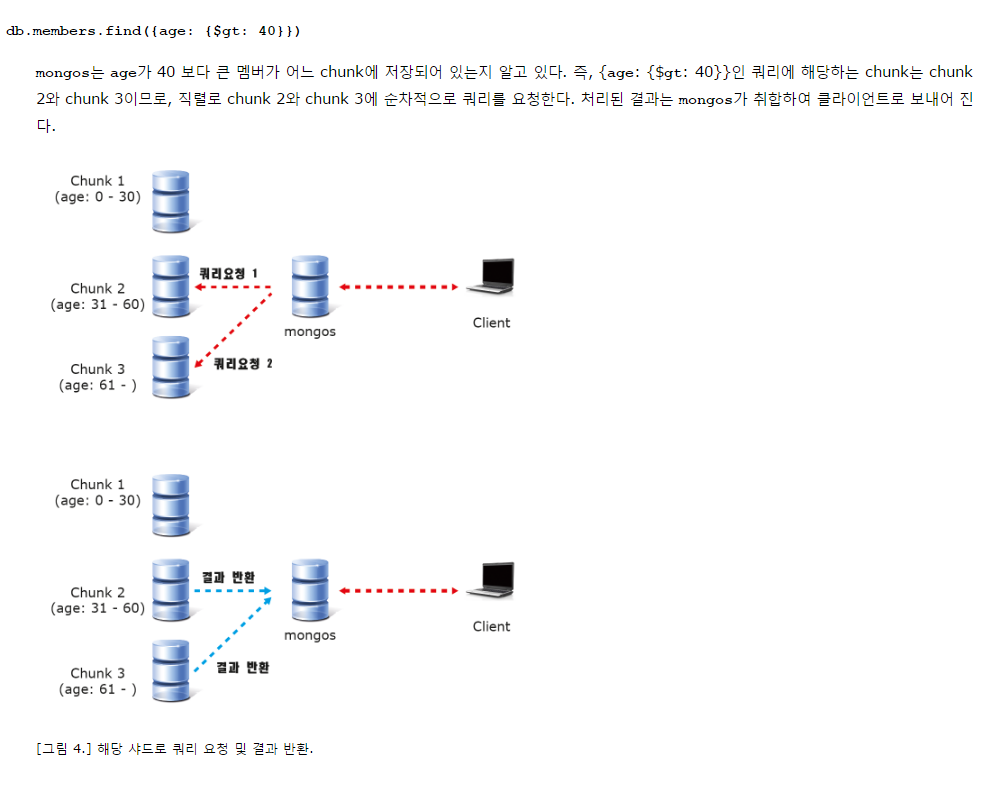 db.members.find({age: {$gt: 40}})
mongos는 age가 40 보다 큰 멤버가 어느 chunk에 저장되어 있는지 알고 있다. 즉, {age: {$gt: 40}}인 쿼리에 해당하는 chunk는 chunk
2와 chunk 3이므로, 직렬로 chunk 2와 chunk 3에 순차적으로 쿼리를 요청한다. 처리된 결과는 mongos가 취합하여 클라이언트로 보내어 진
다.
Chunk 1
(age: 0 - 30)
쿼리요청 1
Chunk 2
(age: 31 - 60)
mongos
Client
쿼리요청 2
Chunk 3
(age: 61 - )
Chunk 1
(age: 0 - 30)
결과 반환
Chunk 2
(age: 31 - 60)
mongos
Client
결과 반환
Chunk 3
(age: 61 - )
[그림 4.] 해당 샤드로 쿼리 요청 및 결과 반환.